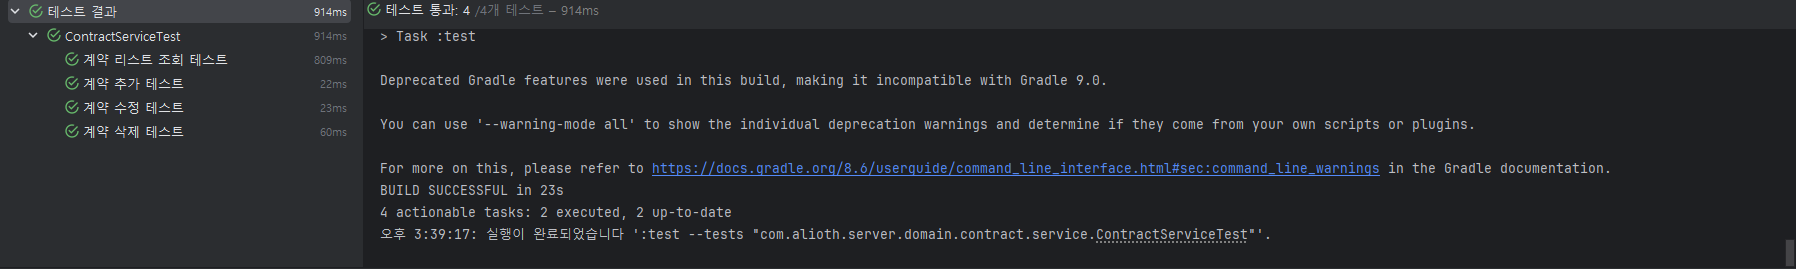 테스트 결과 914ms
ContractServiceTest 914ms
계약 리스트 조회 테스트 809ms
계약 추가 테스트 22ms
계약 수정 테스트 23ms
계약 삭제 테스트 60ms
테스트 통과: 4 /4개 테스트 – 914ms
> Task :test
Deprecated Gradle features were used in this build, making it incompatible with Gradle 9.0.
You can use '--warning-mode all' to show the individual deprecation warnings and determine if they come from your own scripts or plugins.
For more on this, please refer to https://docs.gradle.org/8.6/userguide/command_line_interface.html#sec:command_line_warnings in the Gradle documentation.
BUILD SUCCESSFUL in 23s
4 actionable tasks: 2 executed, 2 up-to-date
오후 3:39:17: 실행이 완료되었습니다 ':test --tests "com.alioth.server.domain.contract.service.ContractServiceTest"'.